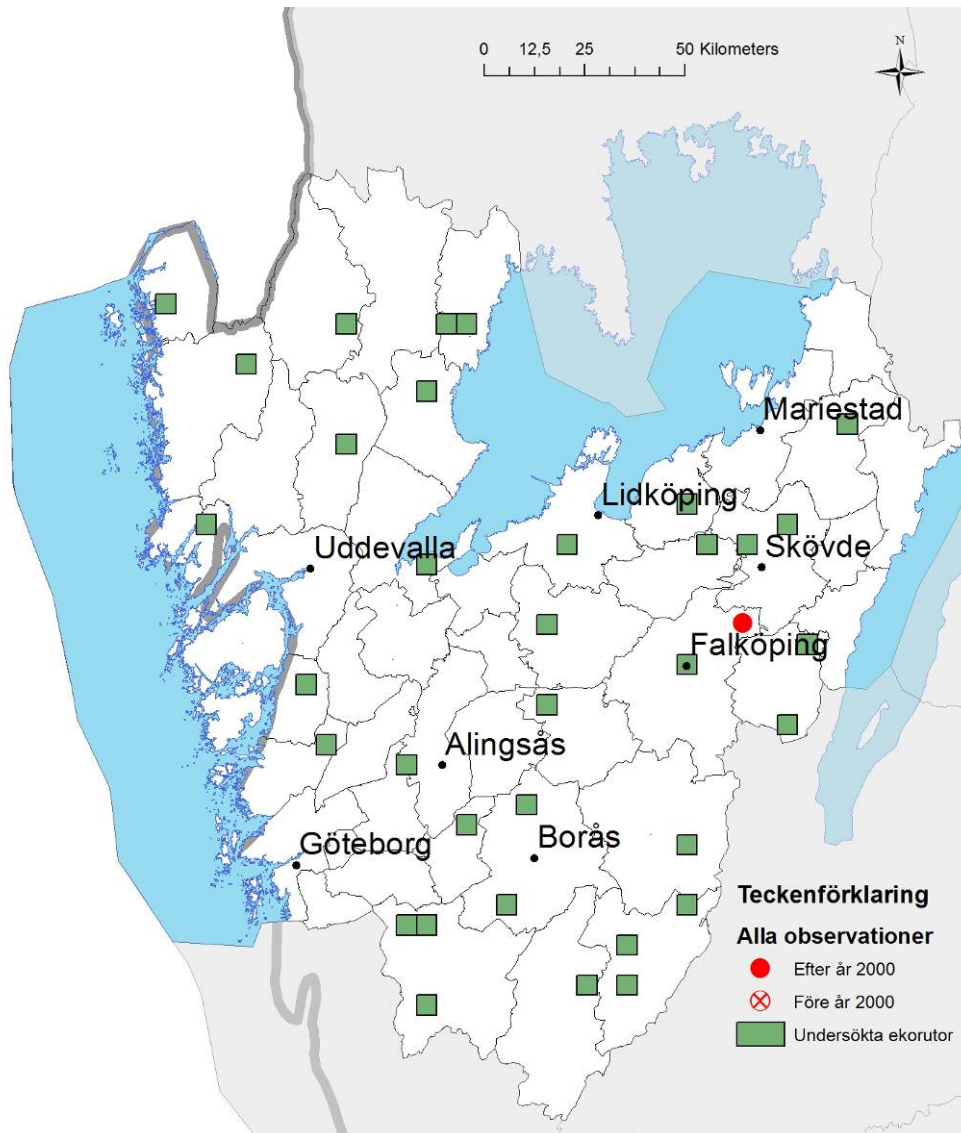 0 12,5 25 50 Kilometers
N
Mariestad
Lidköping
Uddevalla
Skövde
Falköping
Alingsås
Göteborg
Borås
Teckenförklaring
Alla observationer
Efter år 2000
Före år 2000
Undersökta ekorutor